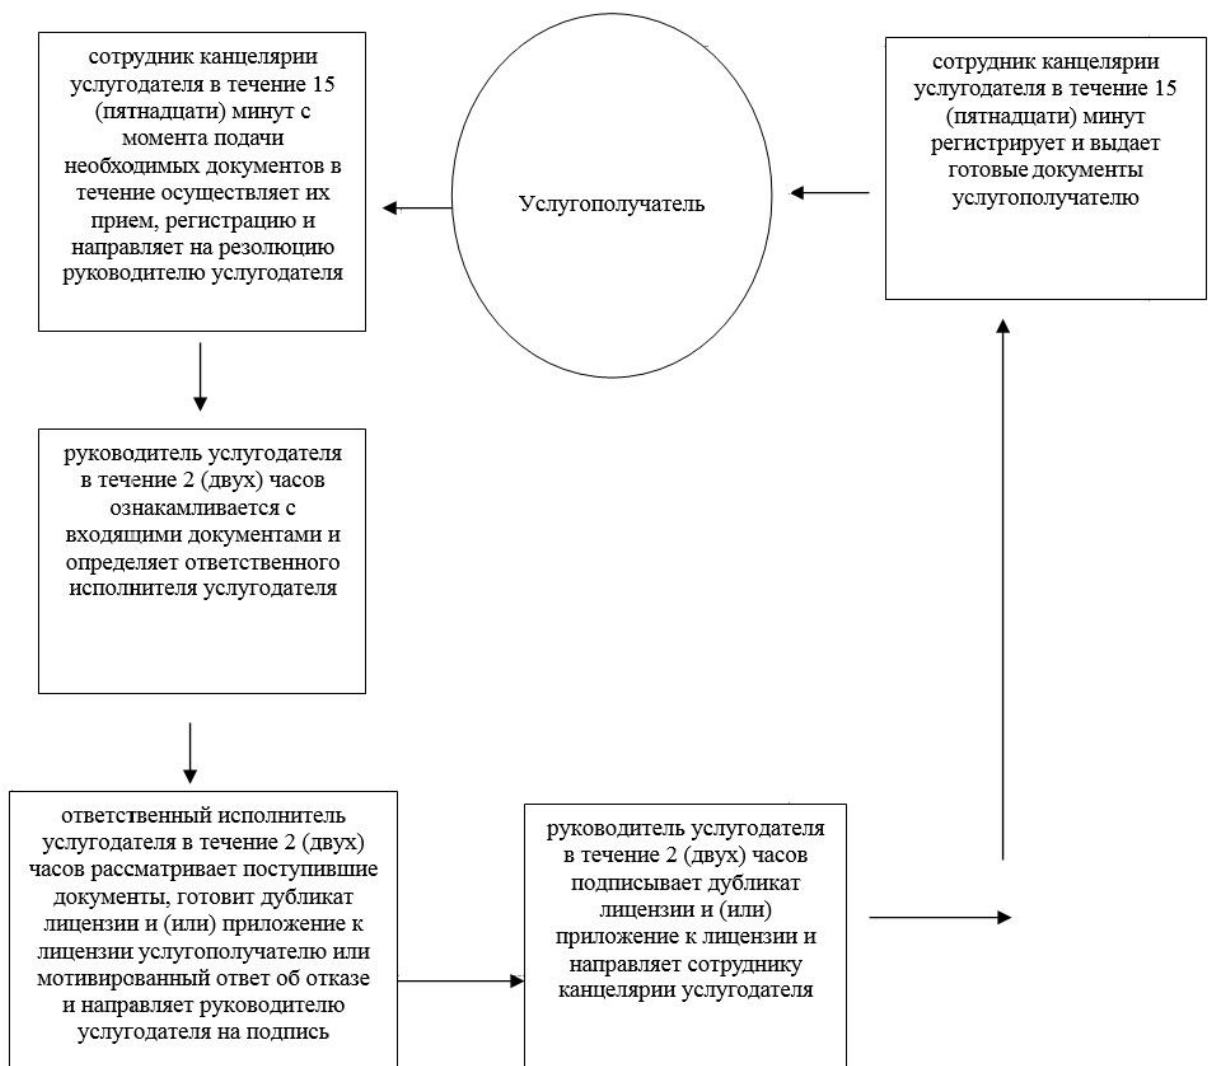 сотрудник канцелярии
услугодателя в течение 15
(пятнадцати) минут с
момента подачи
необходимых документов в
течение осуществляет их
прием, регистрацию и
направляет на резолюцию
руководителю услугодателя
Услугополучатель
сотрудник канцелярии
услугодателя в течение 15
(пятнадцати) минут
регистрирует и выдает
готовые документы
услугополучателю
руководитель услугодателя
в течение 2 (двух) часов
ознакамливается с
входящими документами и
определяет ответственного
исполнителя услугодателя
ответственный исполнитель
услугодателя в течение 2 (двух)
часов рассматривает поступившие
документы, готовит дубликат
лицензии и (или) приложение к
лицензии услугополучателю или
мотивированный ответ об отказе
и направляет руководителю
услугодателя на подпись
руководитель услугодателя
в течение 2 (двух) часов
подписывает дубликат
лицензии и (или)
приложение к лицензии и
направляет сотруднику
канцелярии услугодателя